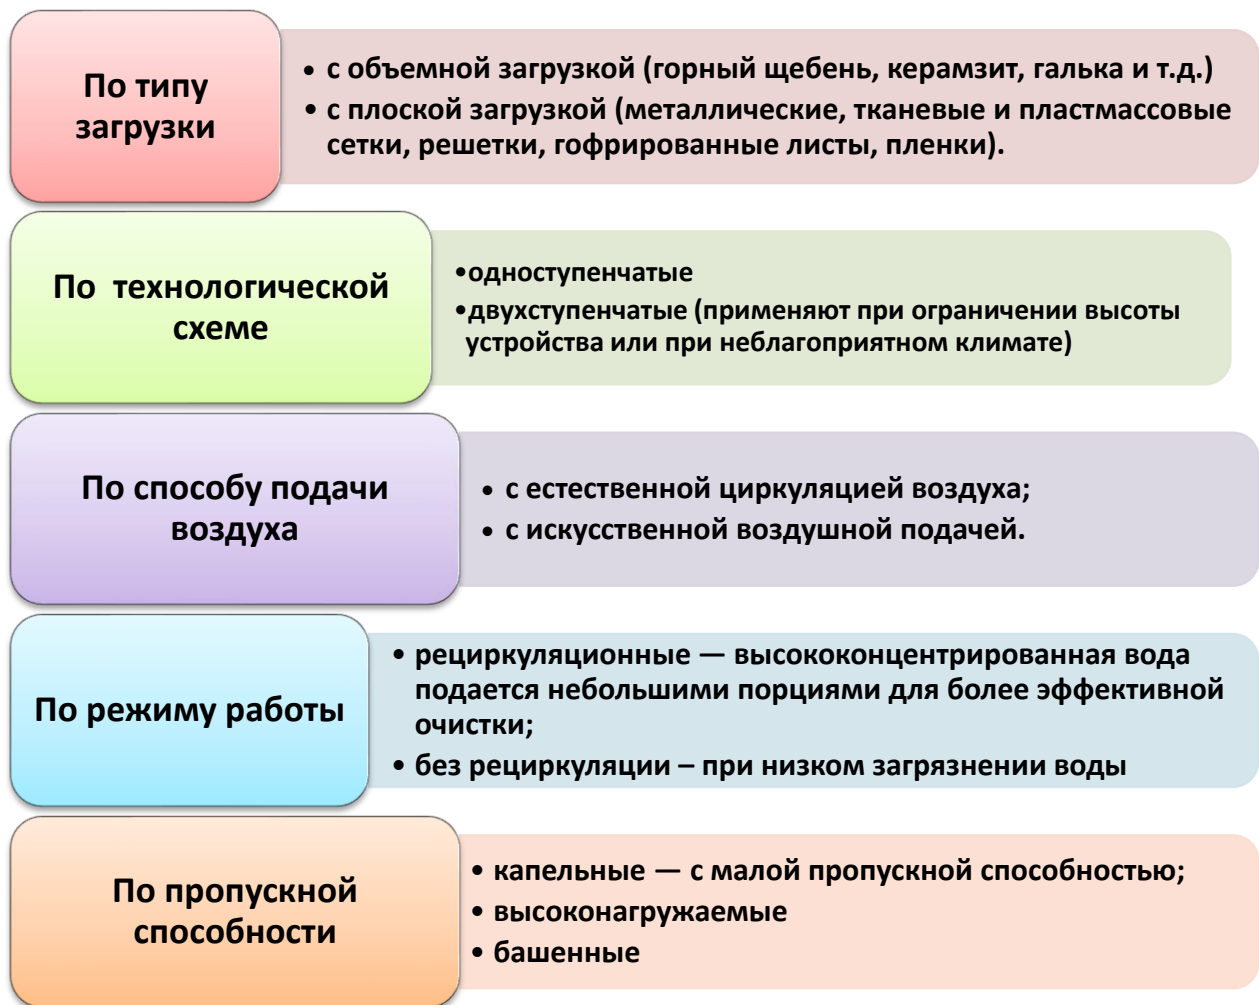 По типу
загрузки
• с объемной загрузкой (горный щебень, керамзит, галька и т.д.)
• с плоской загрузкой (металлические, тканевые и пластмассовые
сетки, решетки, гофрированные листы, пленки).
По технологической
схеме
•одноступенчатые
•двухступенчатые (применяют при ограничении высоты
устройства или при неблагоприятном климате)
По способу подачи
воздуха
• с естественной циркуляцией воздуха;
• с искусственной воздушной подачей.
По режиму работы
• рециркуляционные — высококонцентрированная вода
подается небольшими порциями для более эффективной
очистки;
• без рециркуляции – при низком загрязнении воды
По пропускной
способности
• капельные — с малой пропускной способностью;
• высоконагружаемые
• башенные